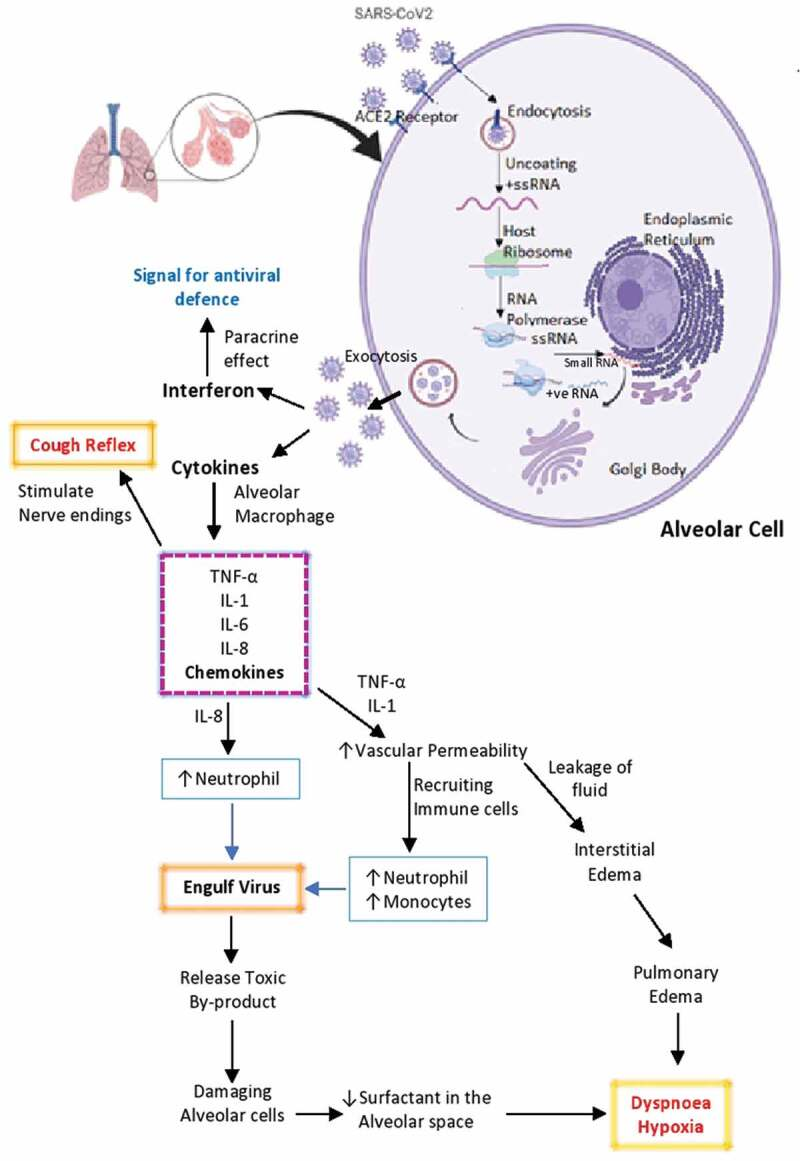 SARS-CoV2
ACE2 Receptor
Endocytosis
Uncoating
+ssRNA
Host
Ribosome
RNA
Polymerase
ssRNA
Endoplasmic
Reticulum
Small RNA
+ve RNA
Golgi Body
Exocytosis
Alveolar Cell
Signal for antiviral
defence
Paracrine
effect
Interferon
Cough Reflex
Stimulate
Nerve endings
Cytokines
Alveolar
Macrophage
TNF-α
IL-1
IL-6
IL-8
Chemokines
IL-8
TNF-α
IL-1
↑Neutrophil
↑Vascular Permeability
Recruiting
Immune cells
Leakage of
fluid
Interstitial
Edema
Engulf Virus
↑Neutrophil
↑Monocytes
Release Toxic
By-product
Pulmonary
Edema
Damaging
Alveolar cells
↓Surfactant in the
Alveolar space
Dyspnoea
Hypoxia